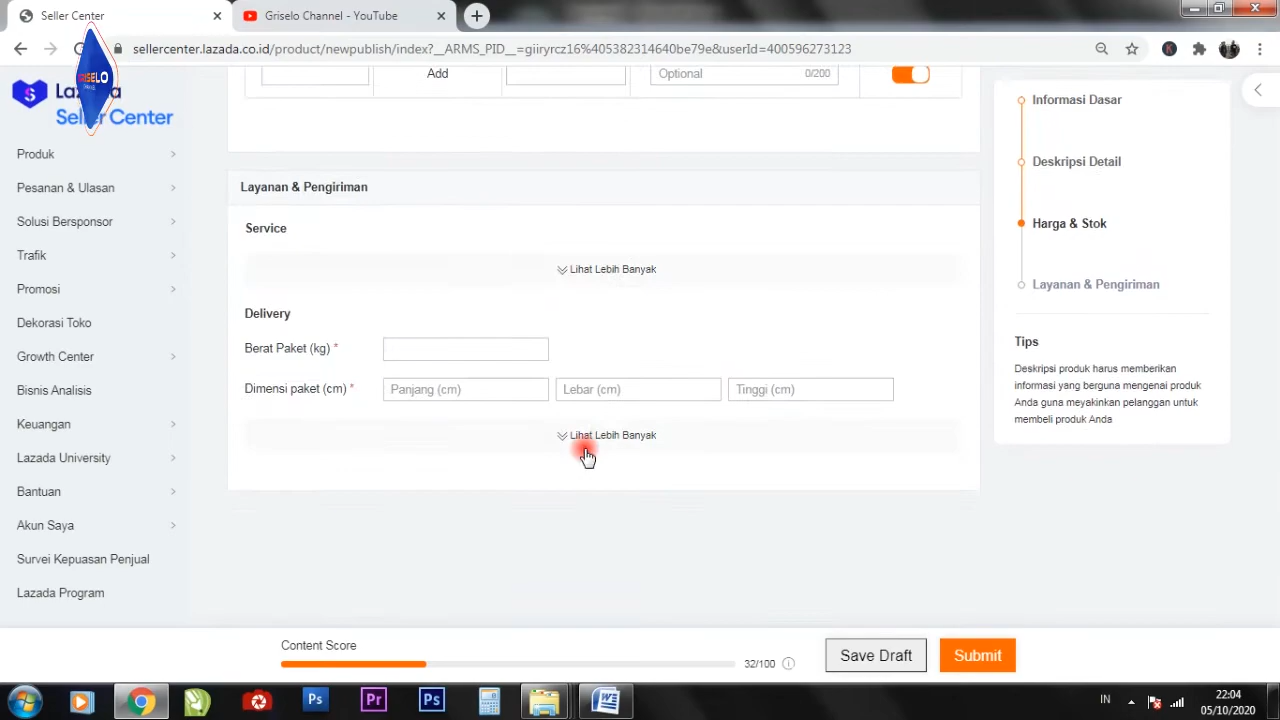 Seller Center
Griselo Channel - YouTube
sellercenter.lazada.co.id/product/newpublish/index?__ARMS_PID__=giiryrcz16%405382314640be79e&userId=400596273123
GRISELO
Seller Center
Produk
Pesanan & Ulasan
Solusi Bersponsor
Trafik
Promosi
Dekorasi Toko
Growth Center
Bisnis Analisis
Keuangan
Lazada University
Bantuan
Akun Saya
Survei Kepuasan Penjual
Lazada Program
Add
Optional
0/200
Layanan & Pengiriman
Service
Lihat Lebih Banyak
Delivery
Berat Paket (kg) *
Dimensi paket (cm) *
Panjang (cm)
Lebar (cm)
Tinggi (cm)
Lihat Lebih Banyak
Informasi Dasar
Deskripsi Detail
Harga & Stok
Layanan & Pengiriman
Tips
Deskripsi produk harus memberikan
informasi yang berguna mengenai produk
Anda guna meyakinkan pelanggan untuk
membeli produk Anda
Content Score
32/100
Save Draft
Submit
Ps
Pr
Ps
IN
22:04
05/10/2020